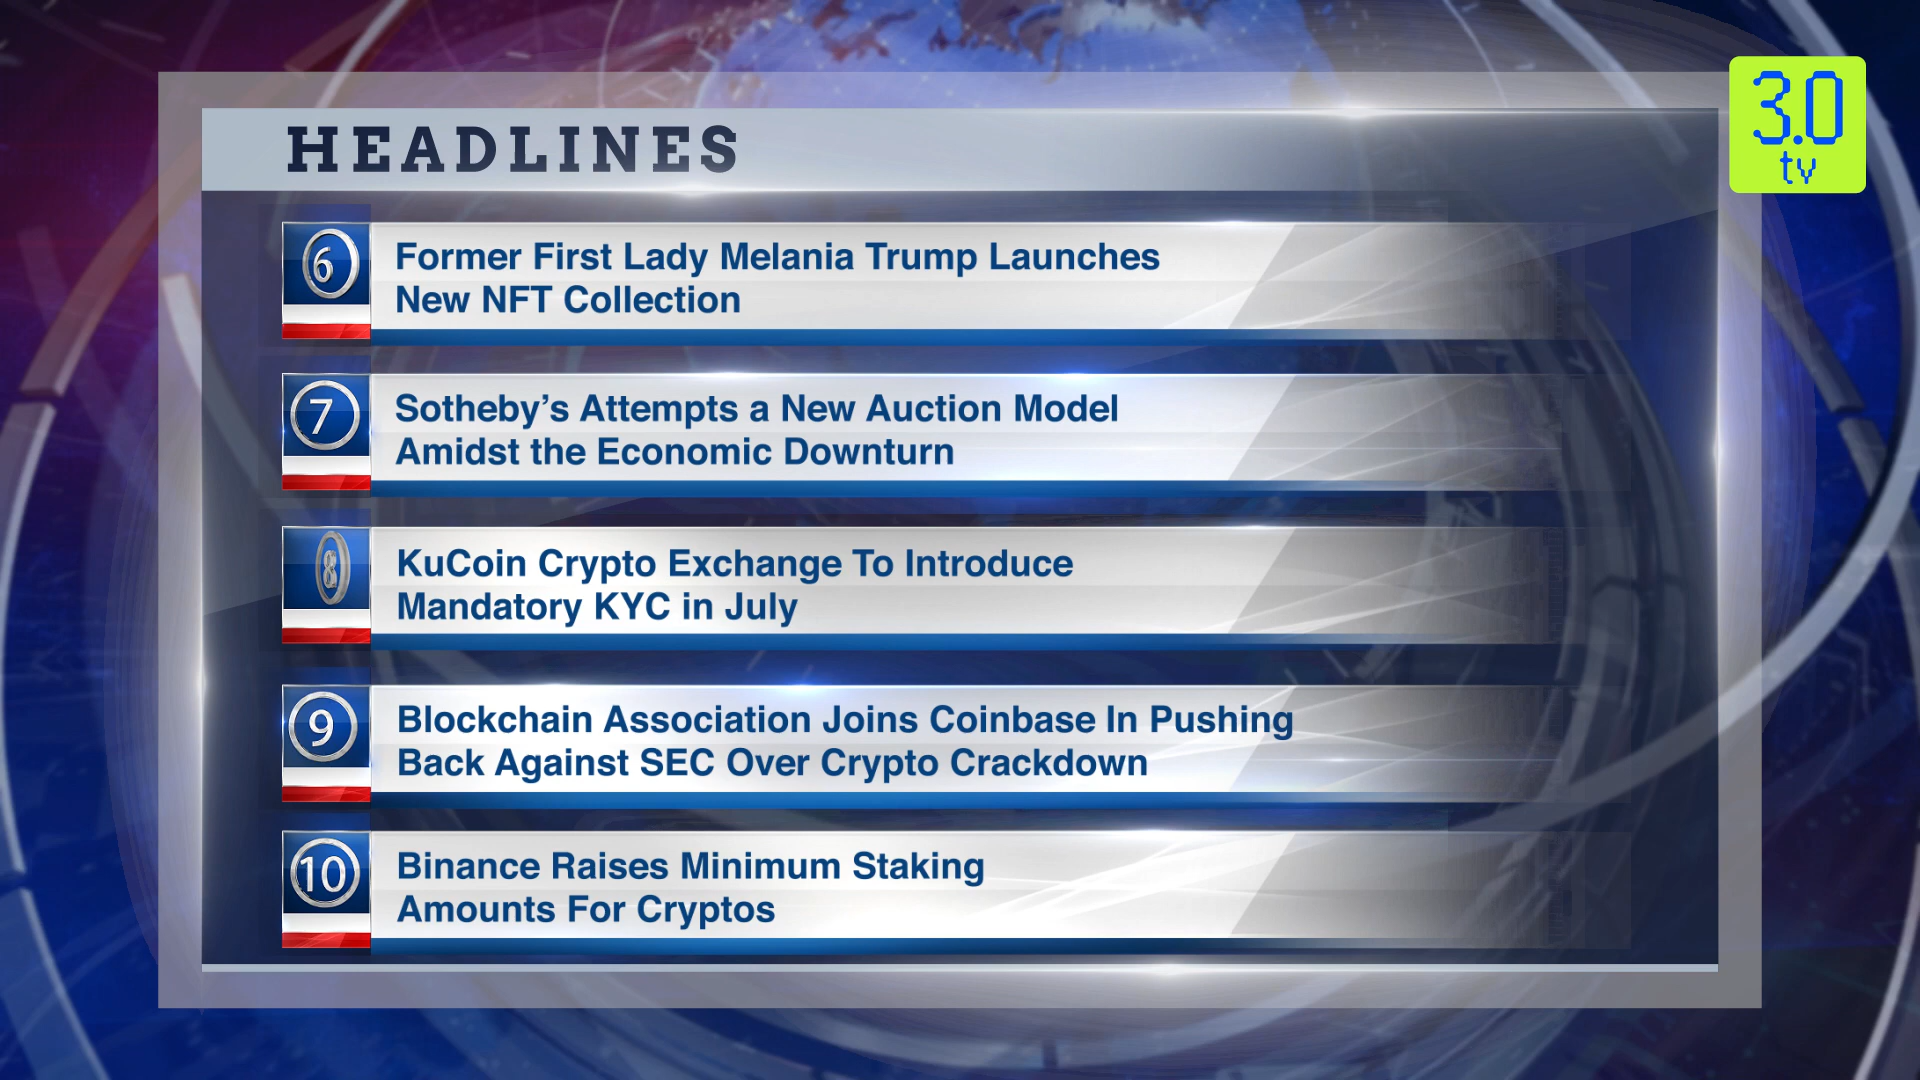 HEADLINES
3.0
tv
6
Former First Lady Melania Trump Launches
New NFT Collection
7
Sotheby’s Attempts a New Auction Model
Amidst the Economic Downturn
8
KuCoin Crypto Exchange To Introduce
Mandatory KYC in July
9
Blockchain Association Joins Coinbase In Pushing
Back Against SEC Over Crypto Crackdown
10
Binance Raises Minimum Staking
Amounts For Cryptos